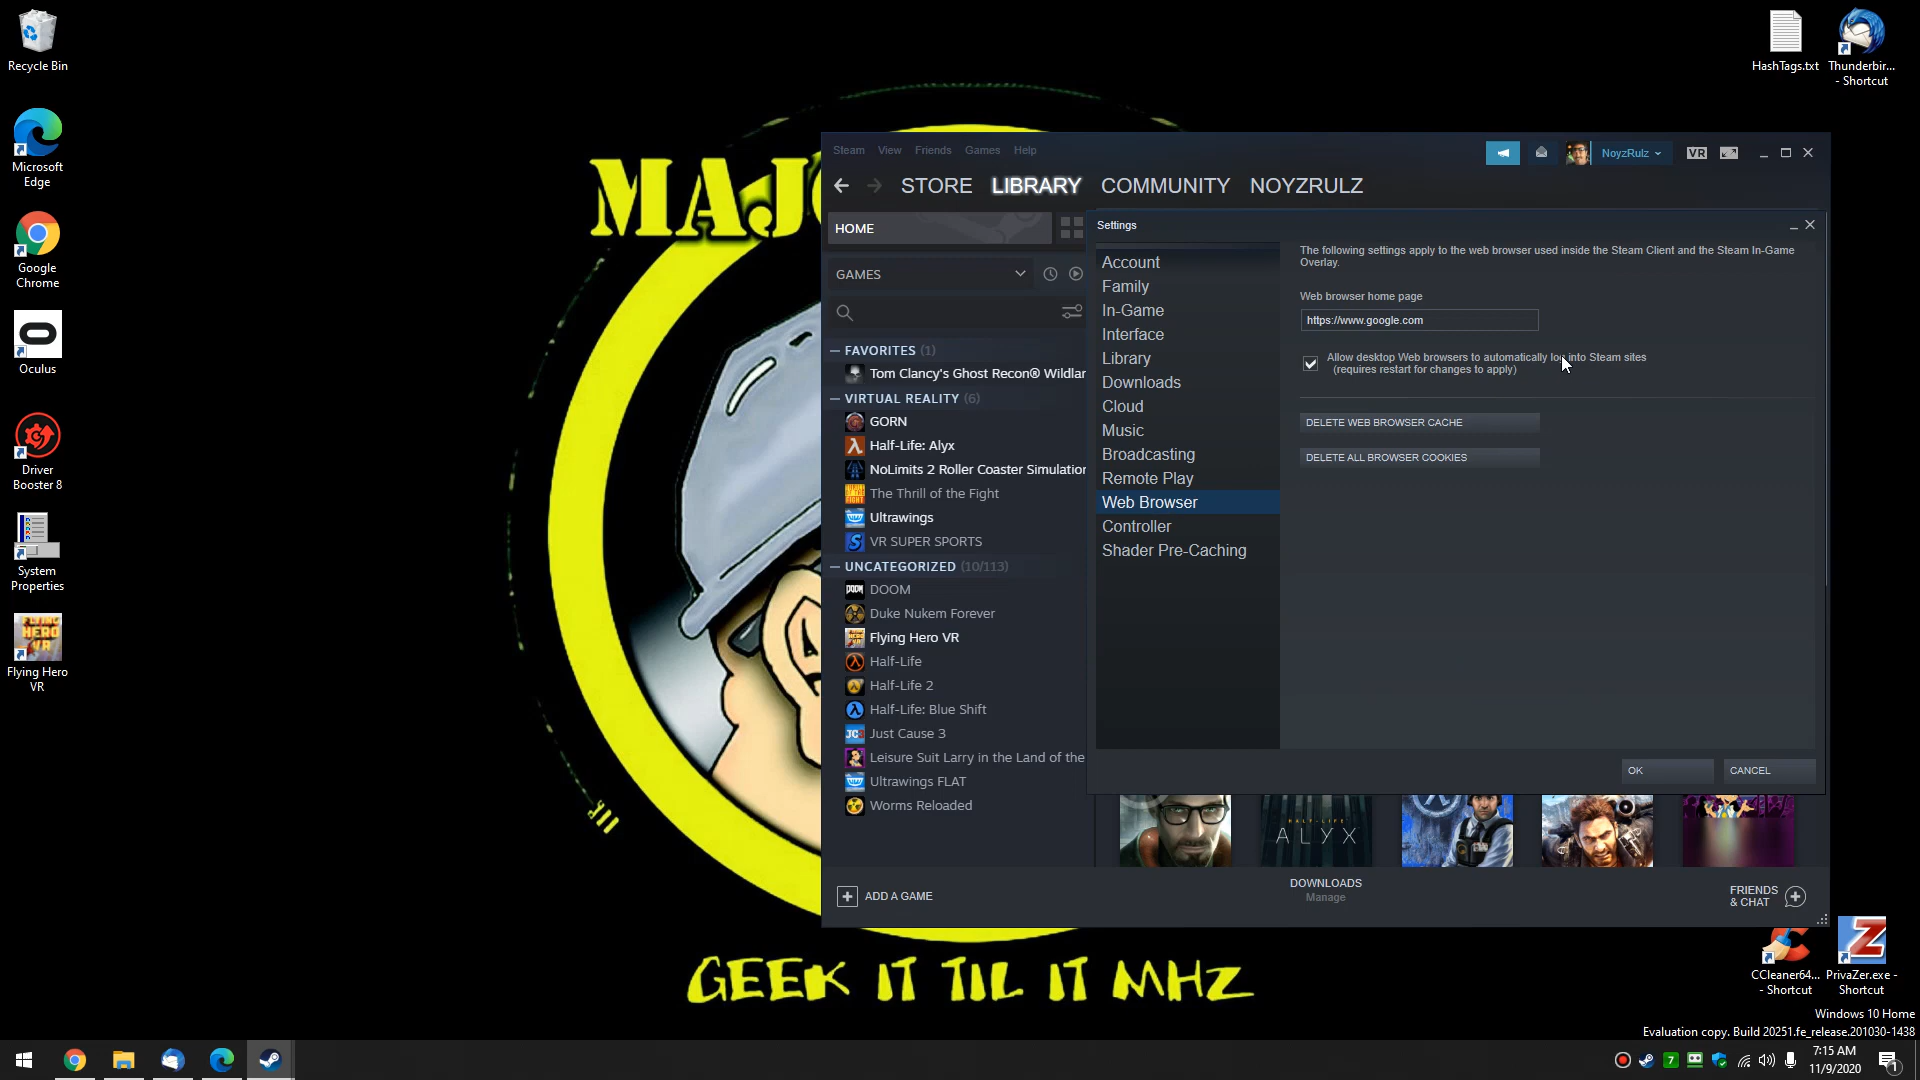 Recycle Bin
Microsoft
Edge
Google
Chrome
Oculus
Driver
Booster 8
System
Properties
Flying Hero
VR
HashTags.txt
Thunderbir...
- Shortcut
Steam View Friends Games Help
NoyzRulz
VR
STORE LIBRARY COMMUNITY NOYZRULZ
HOME
GAMES
FAVORITES (1)
Tom Clancy's Ghost Recon® Wildlar
VIRTUAL REALITY (6)
GORN
Half-Life: Alyx
NoLimits 2 Roller Coaster Simulation
The Thrill of the Fight
Ultrawings
VR SUPER SPORTS
UNCATEGORIZED (10/113)
DOOM
Duke Nukem Forever
Flying Hero VR
Half-Life
Half-Life 2
Half-Life: Blue Shift
Just Cause 3
Leisure Suit Larry in the Land of the
Ultrawings FLAT
Worms Reloaded
ADD A GAME
Settings
Account
Family
In-Game
Interface
Library
Downloads
Cloud
Music
Broadcasting
Remote Play
Web Browser
Controller
Shader Pre-Caching
The following settings apply to the web browser used inside the Steam Client and the Steam In-Game
Overlay.
Web browser home page
https://www.google.com
Allow desktop Web browsers to automatically log into Steam sites
(requires restart for changes to apply)
DELETE WEB BROWSER CACHE
DELETE ALL BROWSER COOKIES
OK
CANCEL
HALF-LIFE
ALYX
DOWNLOADS
Manage
FRIENDS
& CHAT
GEEK IT TIL IT MHZ
CCleaner64...
- Shortcut
PrivaZer.exe -
Shortcut
Windows 10 Home
Evaluation copy. Build 20251.fe_release.201030-1438
7
7:15 AM
11/9/2020
1